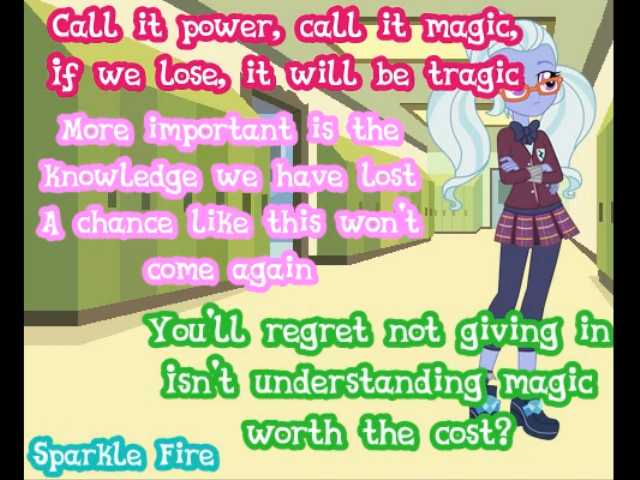 Call it power, call it magic,
if we lose, it will be tragic
More important is the
knowledge we have lost
A chance like this won't
come again
You'll regret not giving in
isn't understanding magic
worth the cost?
Sparkle Fire